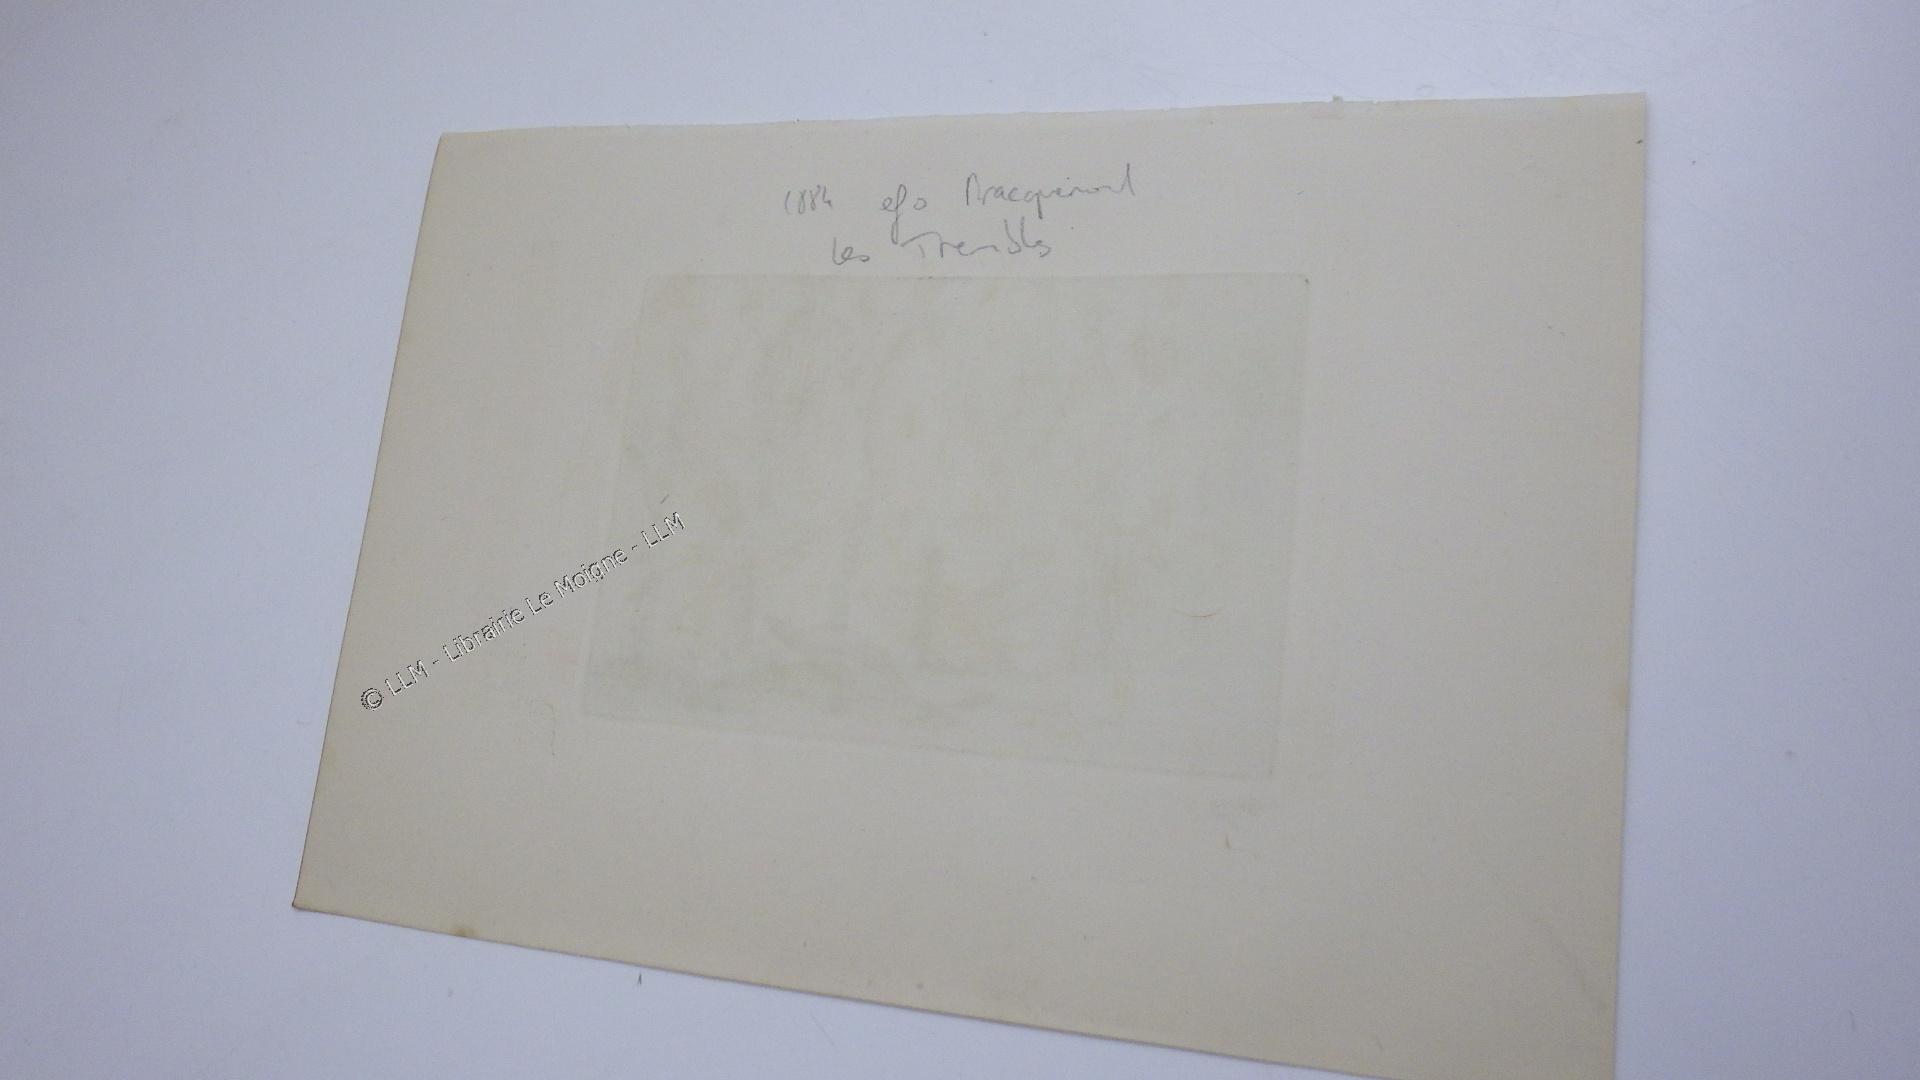 1884 efo Bracquemond
Les Trembles
© LLM - Librairie Le Moigne - LLM